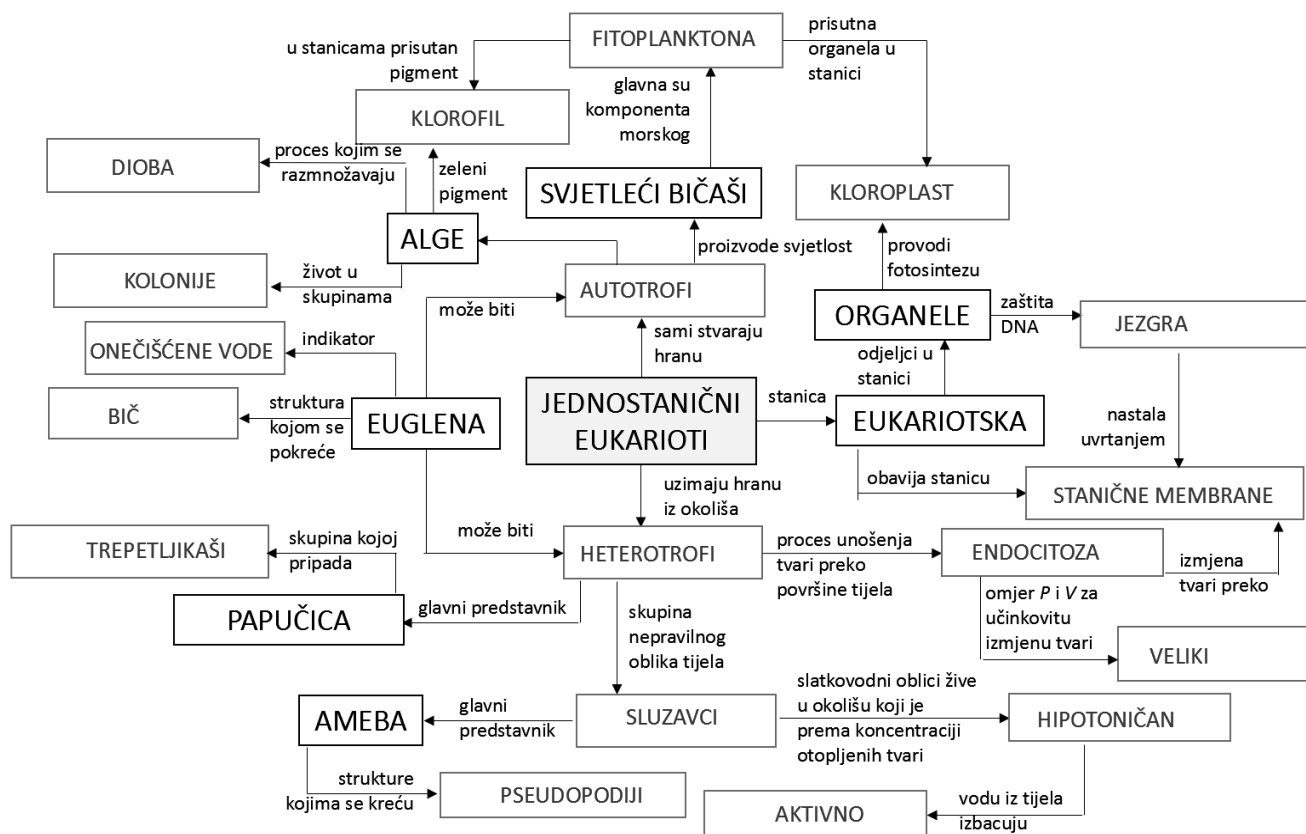 FITOPLANKTONA
u stanicama prisutan
pigment
prisutna
organela u
stanici
glavna su
komponenta
morskog
KLOROFIL
DIOBA
proces kojim se
razmnožavaju
zeleni
pigment
SVJETLEĆI BIČAŠI
KLOROPLAST
ALGE
proizvode svjetlost
provodi
fotosintezu
KOLONIJE
život u
skupinama
može biti
AUTOTROFI
ORGANELE
zaštita
DNA
JEZGRA
ONEČIŠĆENE VODE
indikator
sami stvaraju
hranu
odjeljci u
stanici
BIČ
struktura
kojom se
pokreće
EUGLENA
JEDNOSTANIČNI
EUKARIOTI
stanica
EUKARIOTSKA
nastala
uvrtanjem
uzimaju hranu
iz okoliša
obavija stanicu
STANIČNE MEMBRANE
TREPETLJIKAŠI
skupina kojoj
pripada
može biti
HETEROTROFI
proces unošenja
tvari preko
površine tijela
ENDOCITOZA
izmjena
tvari preko
PAPUČICA
glavni predstavnik
skupina
nepravilnog
oblika tijela
omjer P i V za
učinkovitu
izmjenu tvari
VELIKI
AMEBA
glavni
predstavnik
SLUZAVCI
slatkovodni oblici žive
u okolišu koji je
prema koncentraciji
otopljenih tvari
HIPOTONIČAN
strukture
kojima se kreću
PSEUDOPODIJI
AKTIVNO
vodu iz tijela
izbacuju